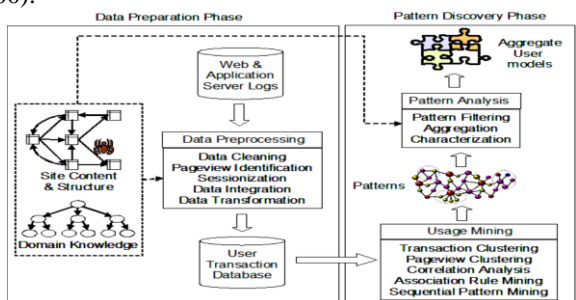 Data Preparation Phase
Web &
Application
Server Logs
Site Content
& Structure
Domain Knowledge
Data Preprocessing
Data Cleaning
Pageview Identification
Sessionization
Data Integration
Data Transformation
User
Transaction
Database
Pattern Discovery Phase
Aggregate
User
models
Pattern Analysis
Pattern Filtering
Aggregation
Characterization
Patterns
Usage Mining
Transaction Clustering
Pageview Clustering
Correlation Analysis
Association Rule Mining
Sequential Pattern Mining